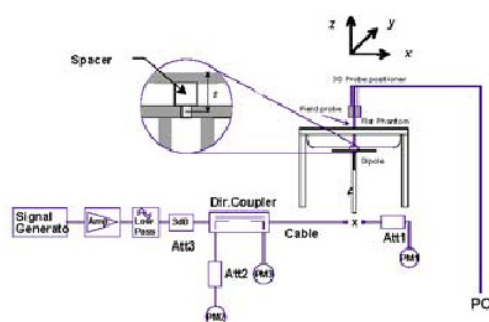 z
y
x
Spacer
s
3D Probe positioner
Field probe
Flat Phantom
Dipole
Signal
Generato
Amp
Low
Pass
3dB
Att3
Dir.Coupler
Cable
x
Att1
PM1
Att2
PM3
PM2
PC